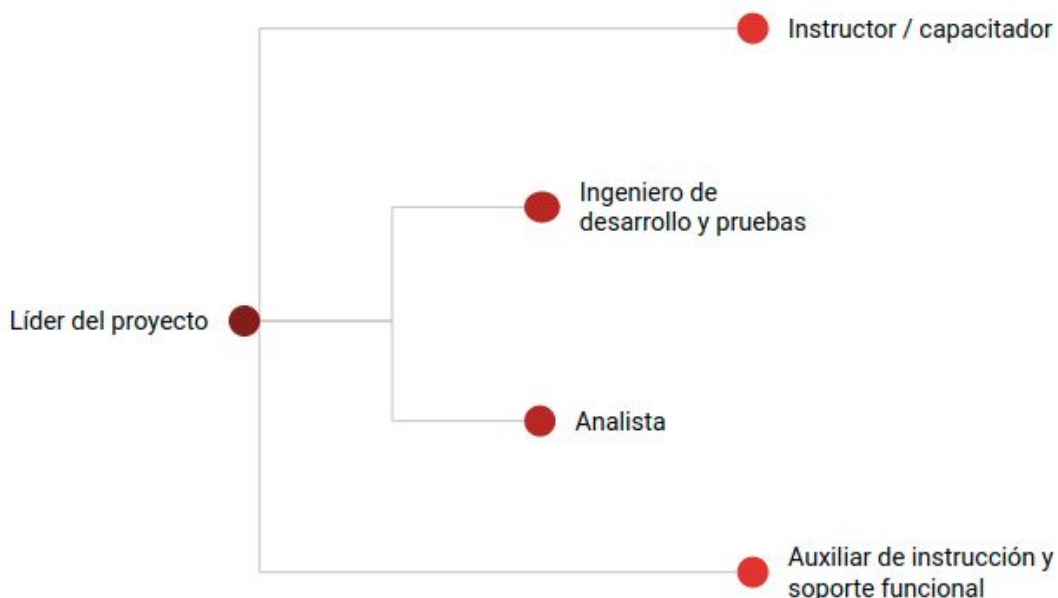 Instructor / capacitador
Ingeniero de
desarrollo y pruebas
Líder del proyecto
Analista
Auxiliar de instrucción y
soporte funcional